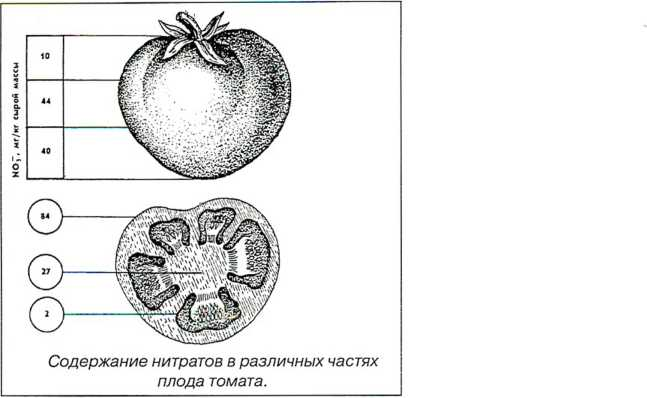 NO₃⁻, мг/кг сырой массы
10
44
40
84
27
2
Содержание нитратов в различных частях
плода томата.